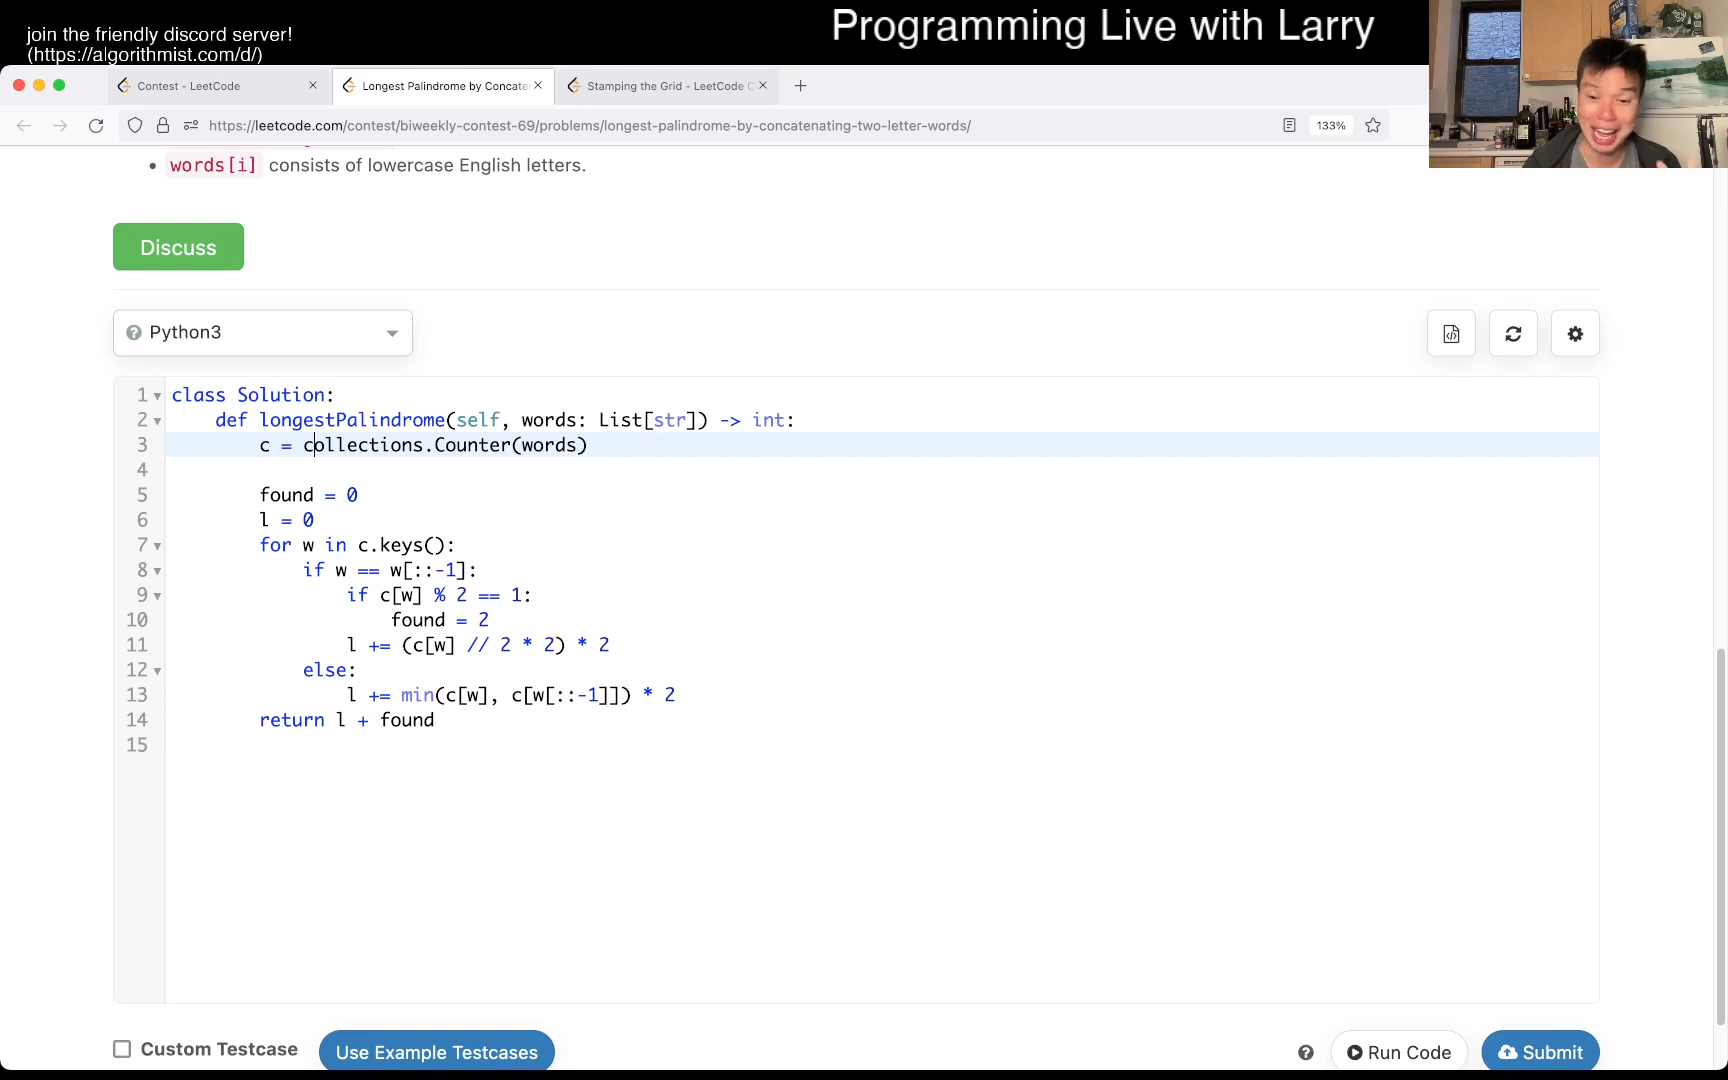 join the friendly discord server!
(https://algorithmist.com/d/)
Programming Live with Larry
Contest - LeetCode
Longest Palindrome by Concate
Stamping the Grid - LeetCode C
https://leetcode.com/contest/biweekly-contest-69/problems/longest-palindrome-by-concatenating-two-letter-words/
133%
words[i] consists of lowercase English letters.
Discuss
Python3
1 class Solution:
2 def longestPalindrome(self, words: List[str]) -> int:
3 c = collections.Counter(words)
4
5 found = 0
6 l = 0
7 for w in c.keys():
8 if w == w[::-1]:
9 if c[w] % 2 == 1:
10 found = 2
11 l += (c[w] // 2 * 2) * 2
12 else:
13 l += min(c[w], c[w[::-1]]) * 2
14 return l + found
15
Custom Testcase
Use Example Testcases
Run Code
Submit